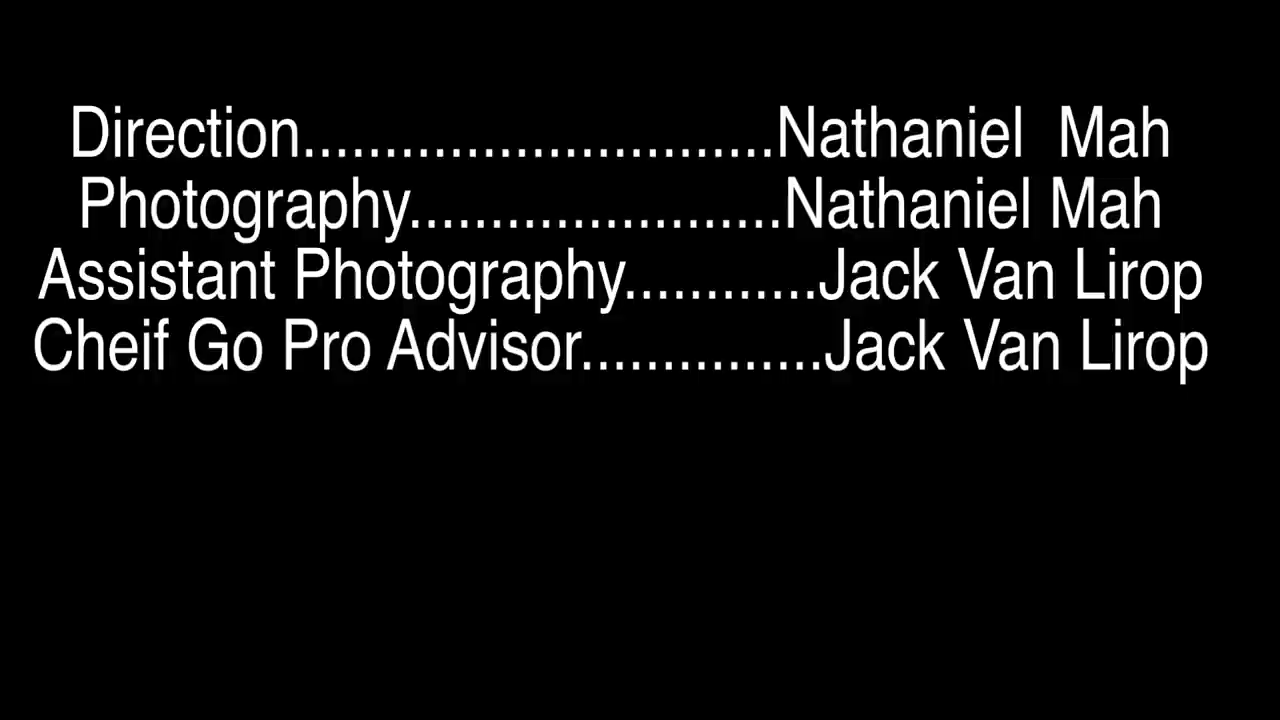 Direction.............................Nathaniel  Mah
Photography.......................Nathaniel Mah
Assistant Photography............Jack Van Lirop
Cheif Go Pro Advisor...............Jack Van Lirop